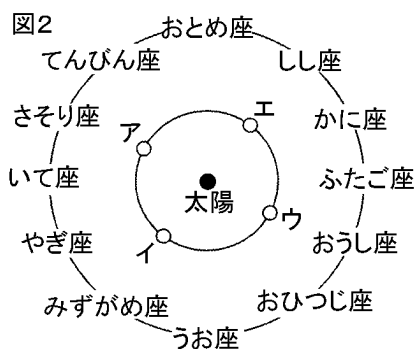 図2
おとめ座
てんびん座
しし座
さそり座
かに座
ア
エ
いて座
ふたご座
太陽
ウ
やぎ座
おうし座
イ
みずがめ座
おひつじ座
うお座